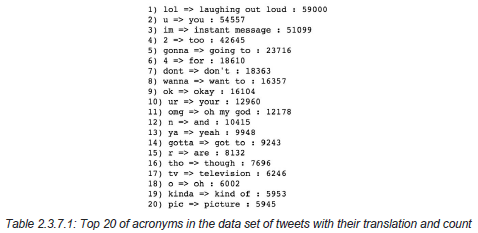 1) lol => laughing out loud : 59000
2) u => you : 54557
3) im => instant message : 51099
4) 2 => too : 42645
5) gonna => going to : 23716
6) 4 => for : 18610
7) dont => don't : 18363
8) wanna => want to : 16357
9) ok => okay : 16104
10) ur => your : 12960
11) omg => oh my god : 12178
12) n => and : 10415
13) ya => yeah : 9948
14) gotta => got to : 9243
15) r => are : 8132
16) tho => though : 7696
17) tv => television : 6246
18) o => oh : 6002
19) kinda => kind of : 5953
20) pic => picture : 5945
Table 2.3.7.1: Top 20 of acronyms in the data set of tweets with their translation and count